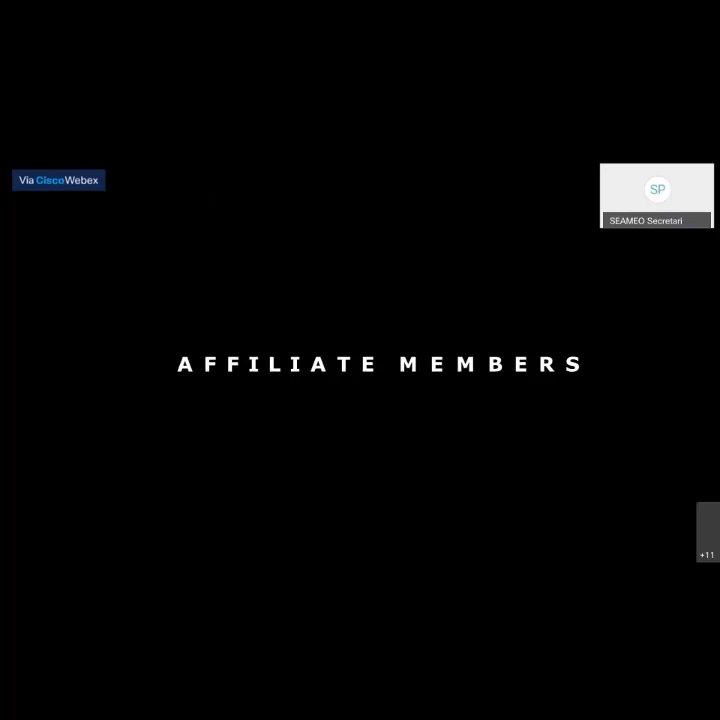 Via CiscoWebex
SP
SEAMEO Secretari
AFFILIATE MEMBERS
+11